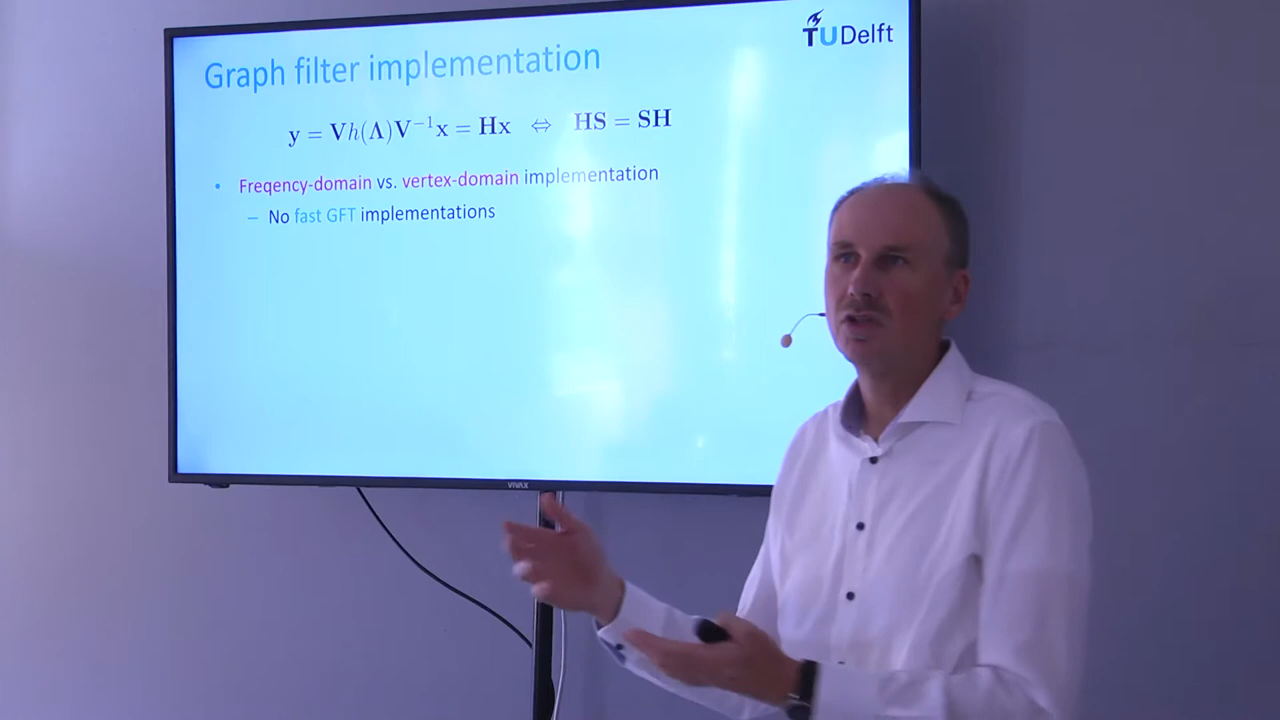 TUDelft
Graph filter implementation
y = Vh(Λ)V⁻¹x = Hx ⇔ HS = SH
• Freqency-domain vs. vertex-domain implementation
– No fast GFT implementations
VIVAX